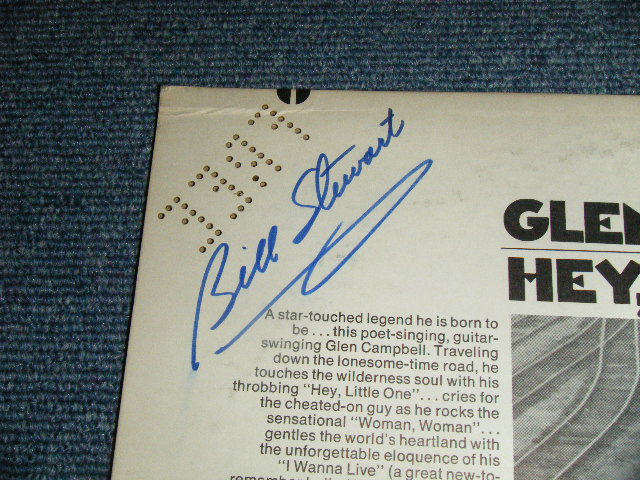 Bill Stewart
GLEN
HEY,
A star-touched legend he is born to
be . . . this poet-singing, guitar-
swinging Glen Campbell. Traveling
down the lonesome-time road, he
touches the wilderness soul with his
throbbing "Hey, Little One" . . . cries for
the cheated-on guy as he rocks the
sensational "Woman, Woman" . . .
gentles the world's heartland with
the unforgettable eloquence of his
"I Wanna Live" (a great new-to-